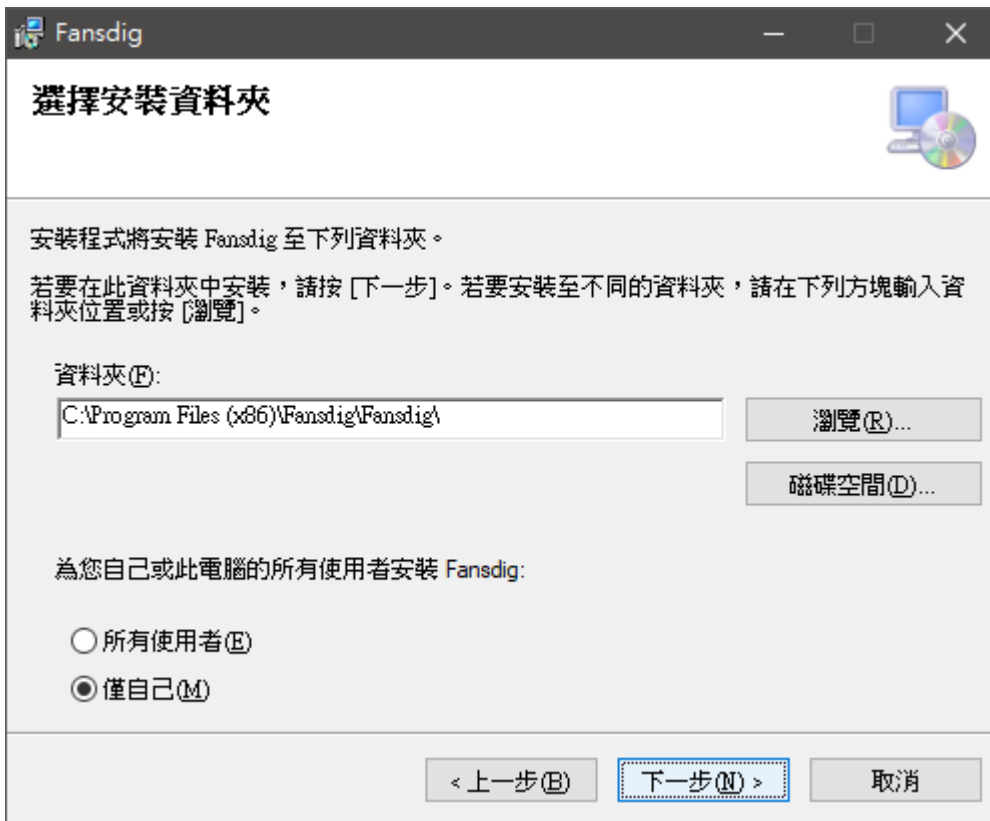 Fansdig
選擇安裝資料夾
安裝程式將安裝 Fansdig 至下列資料夾。
若要在此資料夾中安裝，請按 [下一步]。若要安裝至不同的資料夾，請在下列方塊輸入資
料夾位置或按 [瀏覽]。
資料夾(F):
C:\Program Files (x86)\Fansdig\Fansdig\
瀏覽(R)...
磁碟空間(D)...
為您自己或此電腦的所有使用者安裝 Fansdig:
所有使用者(E)
僅自己(M)
< 上一步(B)
下一步(N) >
取消